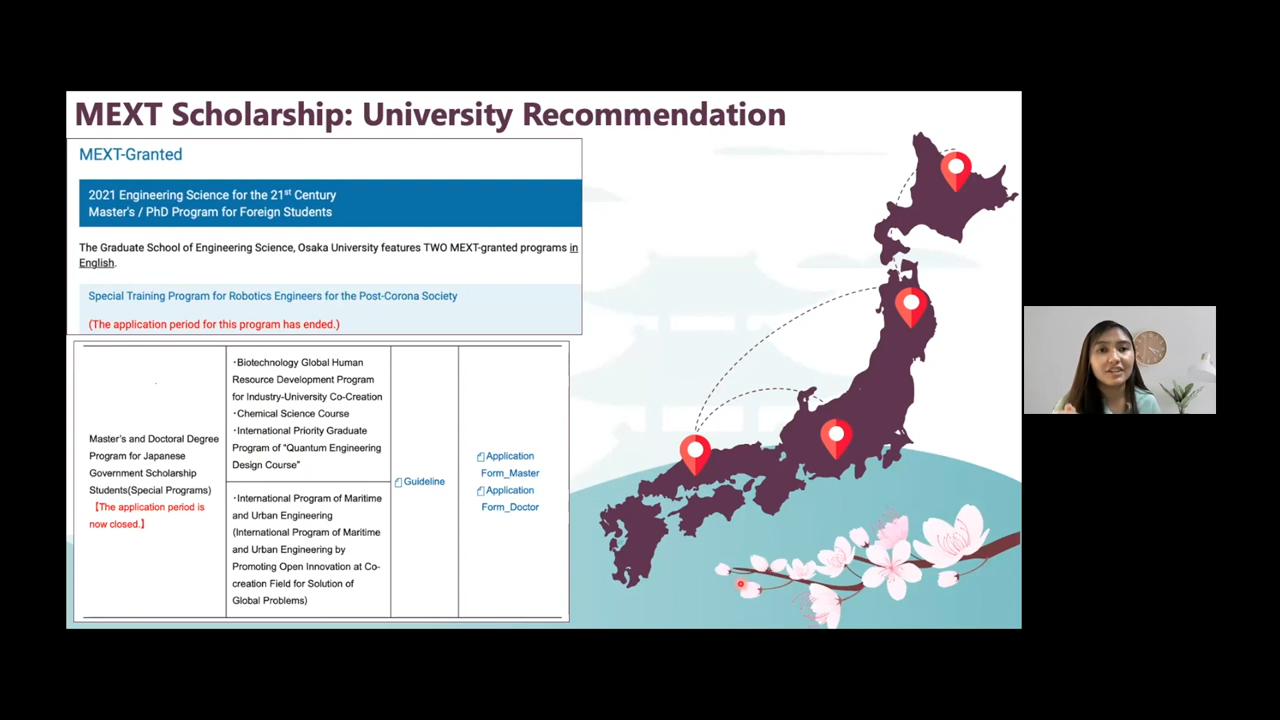 MEXT Scholarship: University Recommendation
MEXT-Granted
2021 Engineering Science for the 21st Century
Master's / PhD Program for Foreign Students
The Graduate School of Engineering Science, Osaka University features TWO MEXT-granted programs in
English.
Special Training Program for Robotics Engineers for the Post-Corona Society
(The application period for this program has ended.)
Master's and Doctoral Degree
Program for Japanese
Government Scholarship
Students(Special Programs)
【The application period is
now closed.】
・Biotechnology Global Human
Resource Development Program
for Industry-University Co-Creation
・Chemical Science Course
・International Priority Graduate
Program of "Quantum Engineering
Design Course"
・International Program of Maritime
and Urban Engineering
(International Program of Maritime
and Urban Engineering by
Promoting Open Innovation at Co-
creation Field for Solution of
Global Problems)
Guideline
Application
Form_Master
Application
Form_Doctor